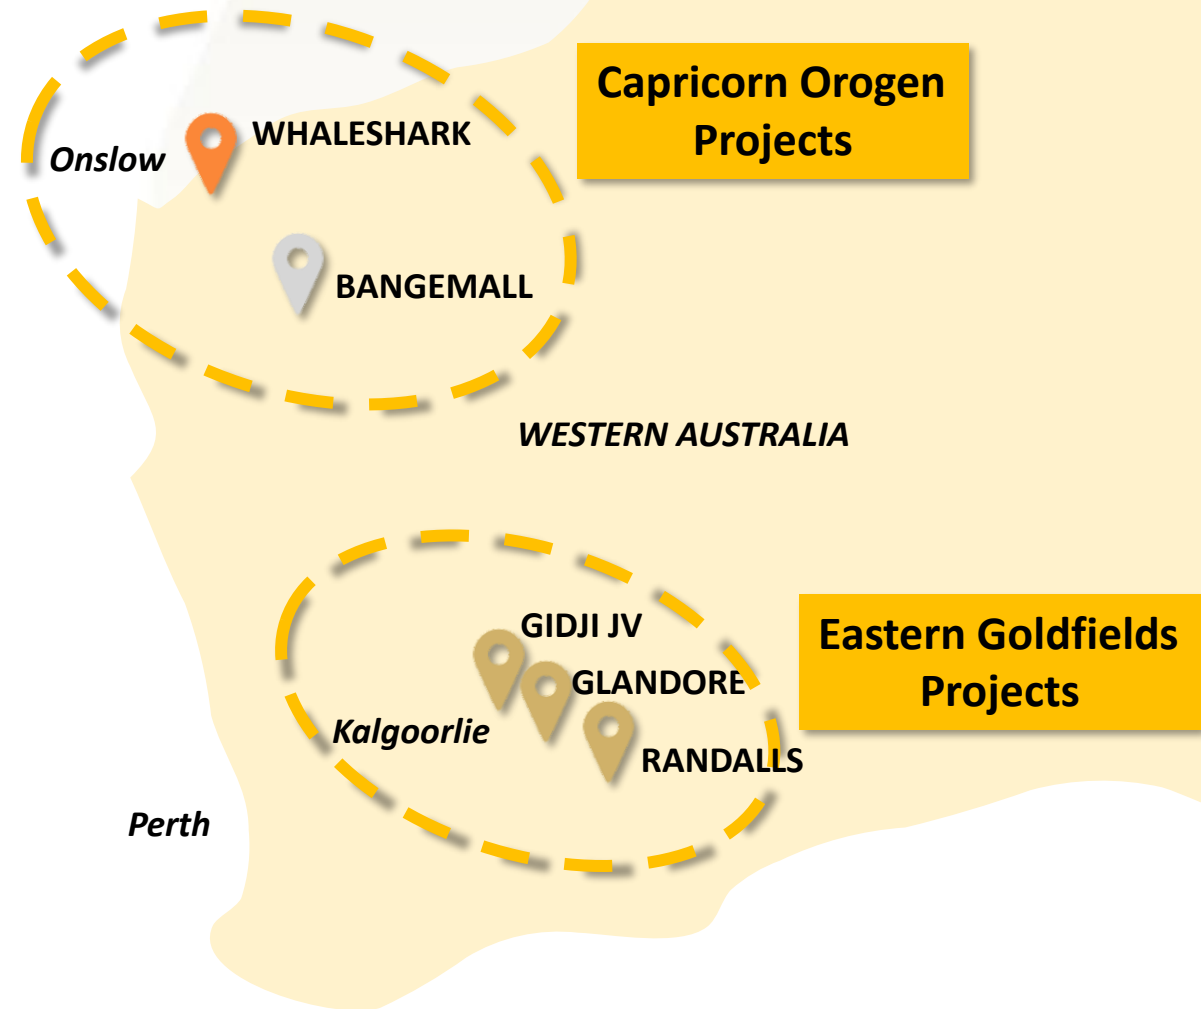 Capricorn Orogen
Projects
WHALESHARK
Onslow
BANGEMALL
WESTERN AUSTRALIA
GIDJI JV
Eastern Goldfields
Projects
GLANDORE
Kalgoorlie
RANDALLS
Perth